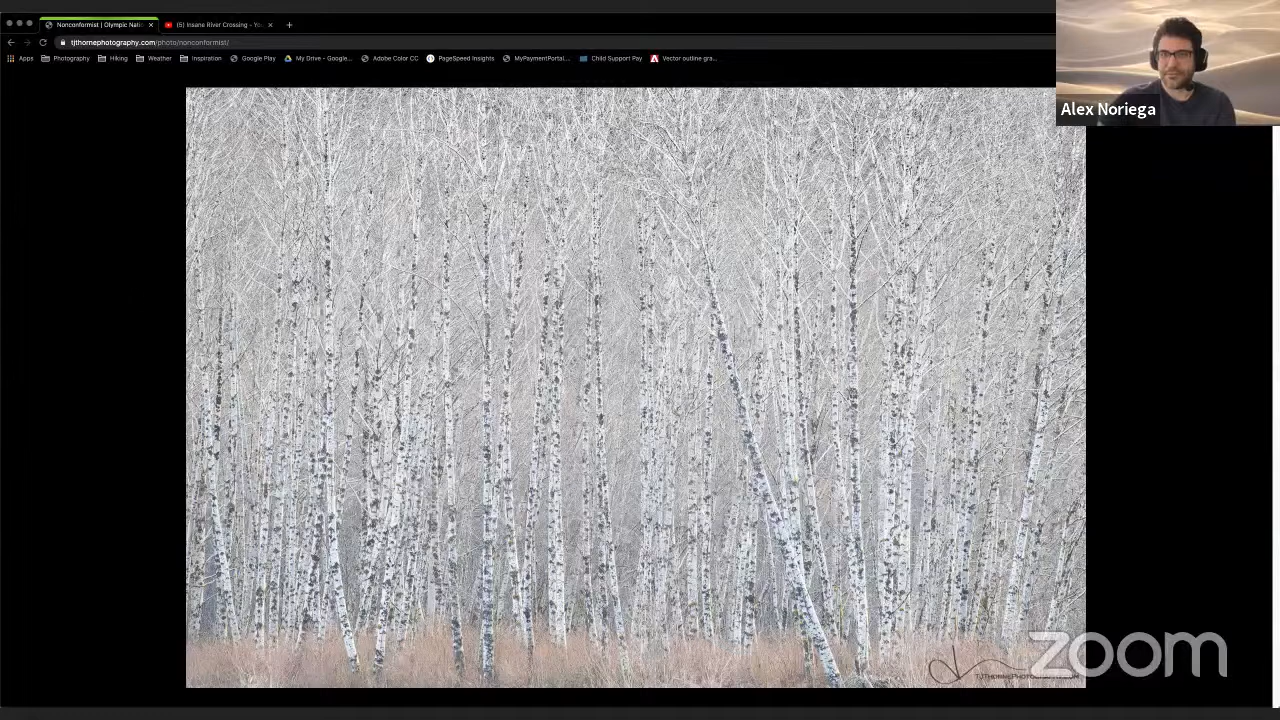 Nonconformist | Olympic Nati
(5) Insane River Crossing - Yo
tjthornephotography.com/photo/nonconformist/
Apps Photography Hiking Weather Inspiration Google Play My Drive - Google... Adobe Color CC PageSpeed Insights MyPaymentPortal,... Child Support Pay Vector outline gra...
Alex Noriega
zoom